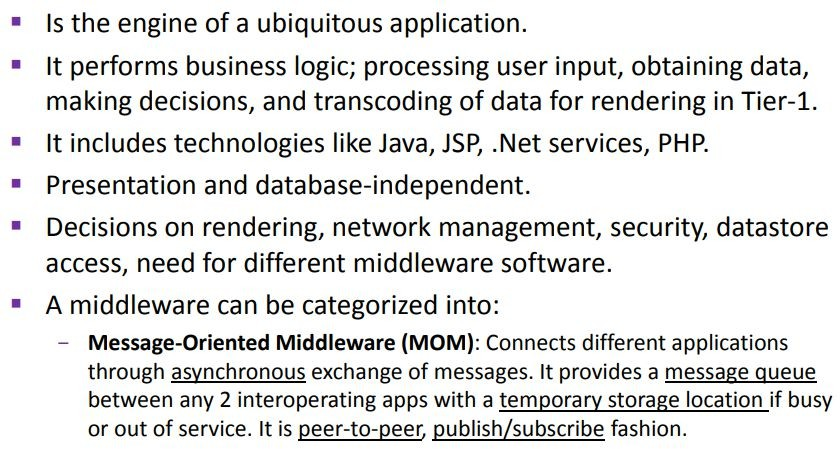 ▪ Is the engine of a ubiquitous application.
▪ It performs business logic; processing user input, obtaining data,
making decisions, and transcoding of data for rendering in Tier-1.
▪ It includes technologies like Java, JSP, .Net services, PHP.
▪ Presentation and database-independent.
▪ Decisions on rendering, network management, security, datastore
access, need for different middleware software.
▪ A middleware can be categorized into:
– Message-Oriented Middleware (MOM): Connects different applications
through asynchronous exchange of messages. It provides a message queue
between any 2 interoperating apps with a temporary storage location if busy
or out of service. It is peer-to-peer, publish/subscribe fashion.